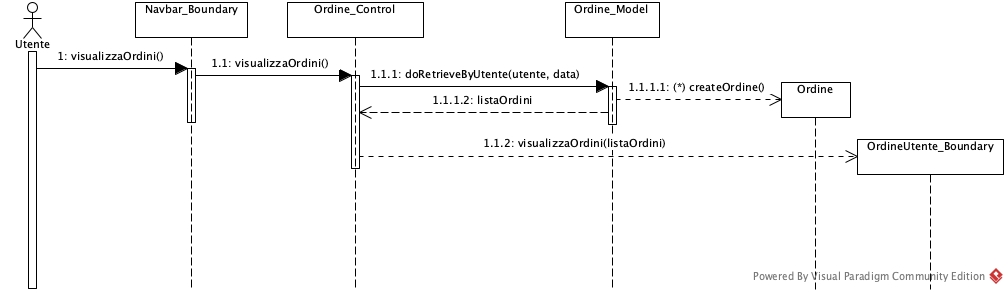 Utente
Navbar_Boundary
Ordine_Control
Ordine_Model
1: visualizzaOrdini()
1.1: visualizzaOrdini()
1.1.1: doRetrieveByUtente(utente, data)
1.1.1.1: (*) createOrdine()
Ordine
1.1.1.2: listaOrdini
1.1.2: visualizzaOrdini(listaOrdini)
OrdineUtente_Boundary
Powered By Visual Paradigm Community Edition